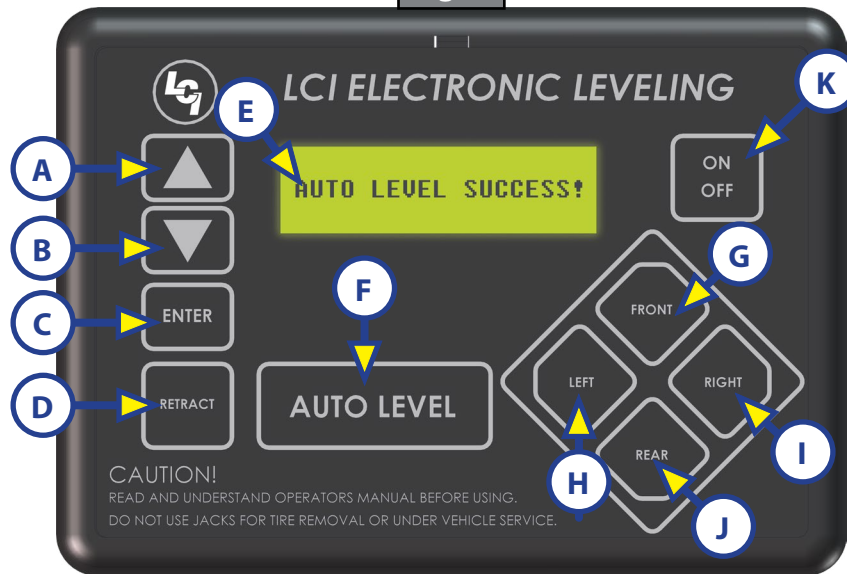 LCI
LCI ELECTRONIC LEVELING
K
E
A
ON
OFF
AUTO LEVEL SUCCESS!
B
G
F
FRONT
C
ENTER
LEFT
RIGHT
D
RETRACT
AUTO LEVEL
REAR
I
H
J
CAUTION!
READ AND UNDERSTAND OPERATORS MANUAL BEFORE USING.
DO NOT USE JACKS FOR TIRE REMOVAL OR UNDER VEHICLE SERVICE.